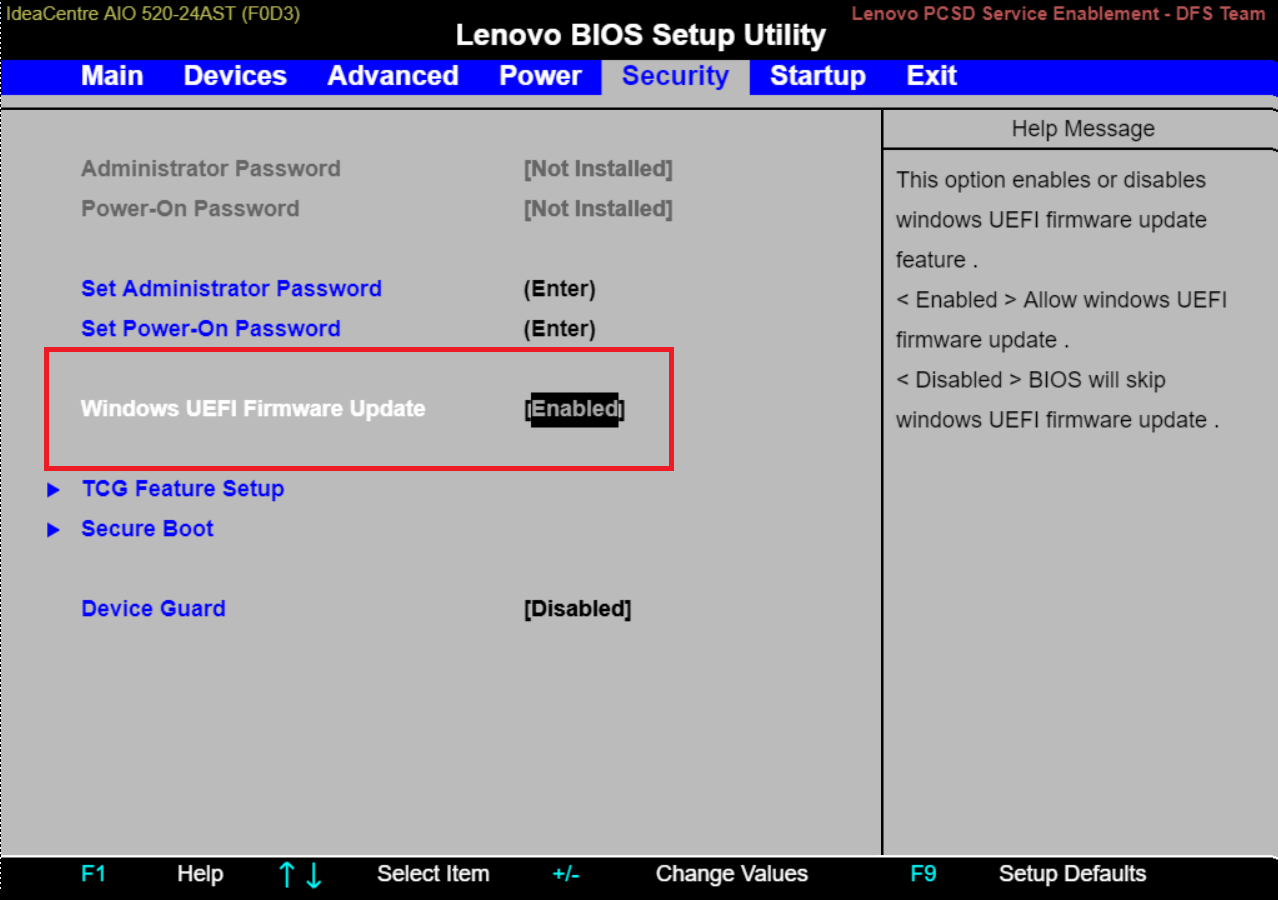 IdeaCentre AIO 520-24AST (F0D3) Lenovo PCSD Service Enablement - DFS Team
Lenovo BIOS Setup Utility
Main Devices Advanced Power Security Startup Exit
Administrator Password [Not Installed]
Power-On Password [Not Installed]
Set Administrator Password (Enter)
Set Power-On Password (Enter)
Windows UEFI Firmware Update [Enabled]
TCG Feature Setup
Secure Boot
Device Guard [Disabled]
Help Message
This option enables or disables
windows UEFI firmware update
feature .
< Enabled > Allow windows UEFI
firmware update .
< Disabled > BIOS will skip
windows UEFI firmware update .
F1 Help ↑↓ Select Item +/- Change Values F9 Setup Defaults